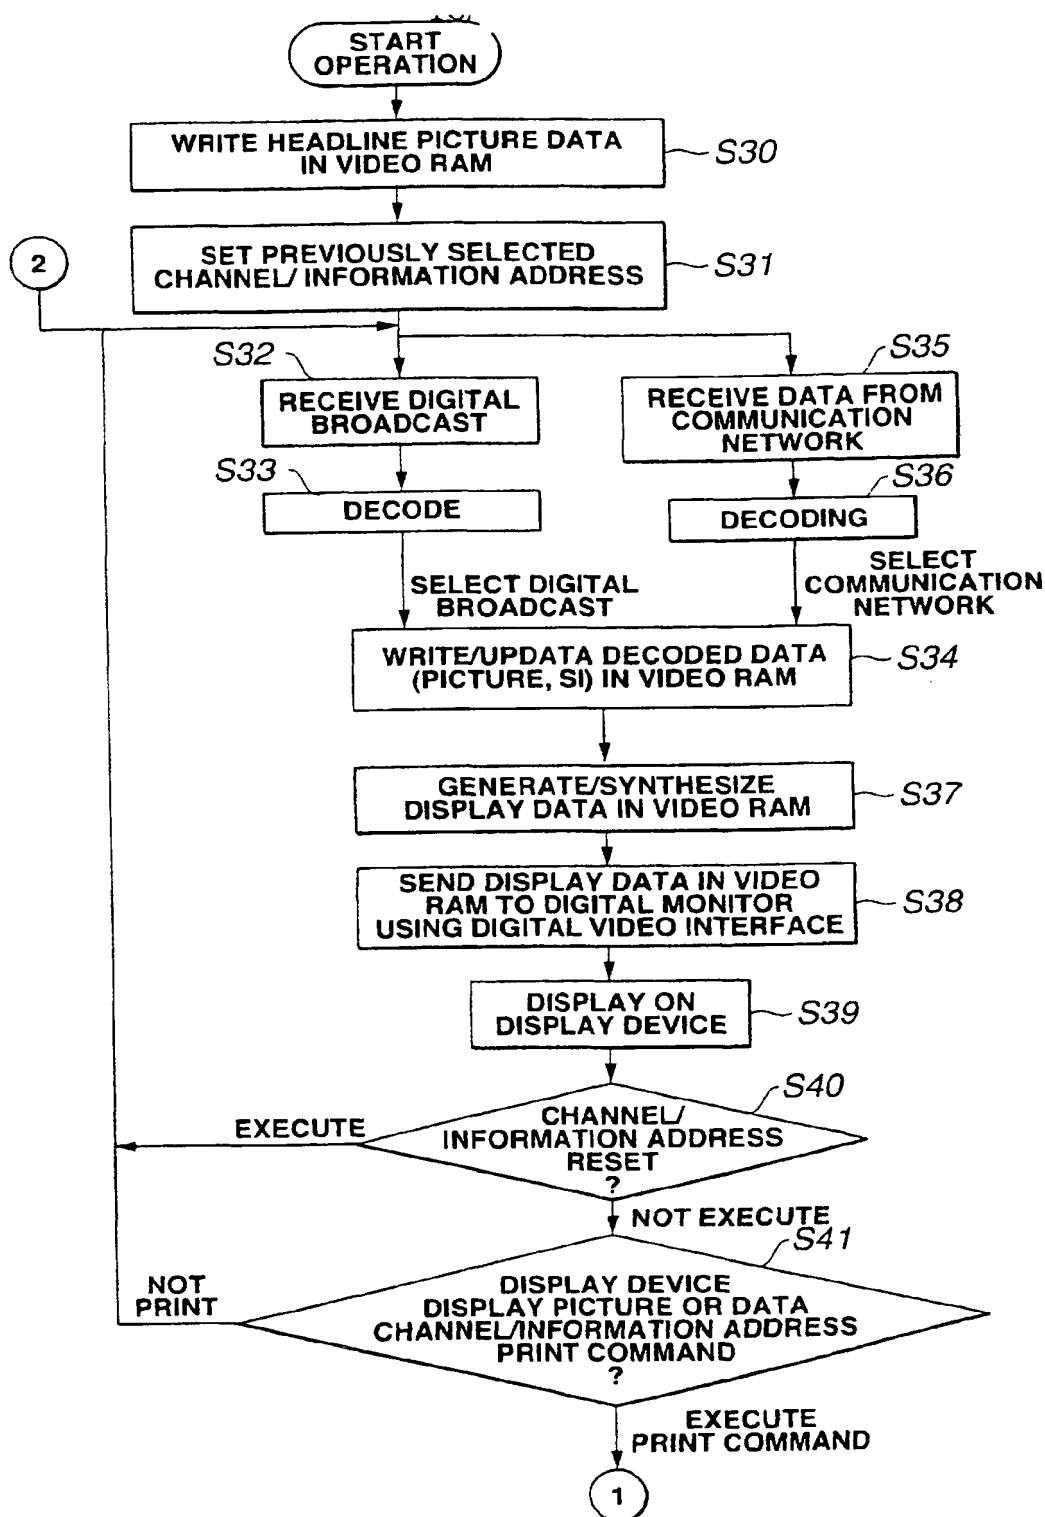 START
OPERATION
WRITE HEADLINE PICTURE DATA
IN VIDEO RAM
S30
SET PREVIOUSLY SELECTED
CHANNEL/ INFORMATION ADDRESS
S31
2
S32
RECEIVE DIGITAL
BROADCAST
S35
RECEIVE DATA FROM
COMMUNICATION
NETWORK
S33
DECODE
S36
DECODING
SELECT DIGITAL
BROADCAST
SELECT
COMMUNICATION
NETWORK
WRITE/UPDATA DECODED DATA
(PICTURE, SI) IN VIDEO RAM
S34
GENERATE/SYNTHESIZE
DISPLAY DATA IN VIDEO RAM
S37
SEND DISPLAY DATA IN VIDEO
RAM TO DIGITAL MONITOR
USING DIGITAL VIDEO INTERFACE
S38
DISPLAY ON
DISPLAY DEVICE
S39
S40
CHANNEL/
INFORMATION ADDRESS
RESET
?
EXECUTE
NOT EXECUTE
S41
DISPLAY DEVICE
DISPLAY PICTURE OR DATA
CHANNEL/INFORMATION ADDRESS
PRINT COMMAND
?
NOT
PRINT
EXECUTE
PRINT COMMAND
1